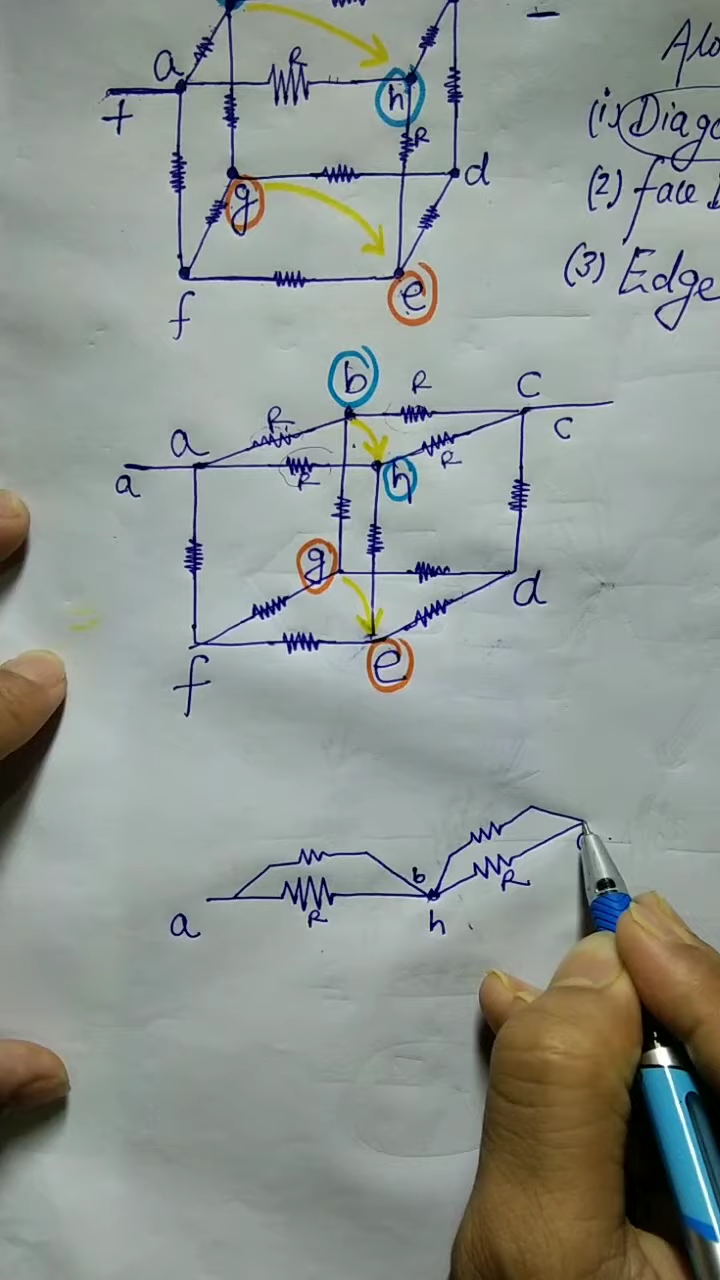 Alo
a R h
+ R
(1) Diago
g d
(2) face D
f e
(3) Edge
b R C
a R R C
a R h
g d
f e
b
R
a R h